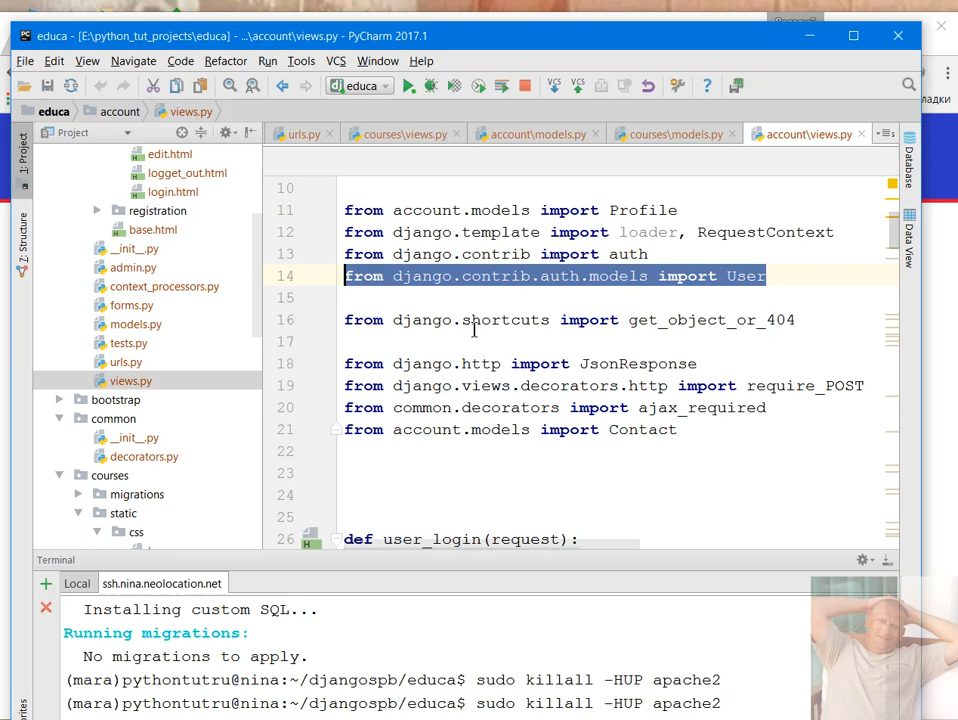 educa - [E:\python_tut_projects\educa] - ...\account\views.py - PyCharm 2017.1
File Edit View Navigate Code Refactor Run Tools VCS Window Help
educa
VCS VCS
educa account views.py
ладки
Project
urls.py courses\views.py account\models.py courses\models.py account\views.py
1: Project
Structure
Database
Data View
edit.html
logget_out.html
login.html
registration
base.html
__init__.py
admin.py
context_processors.py
forms.py
models.py
tests.py
urls.py
views.py
bootstrap
common
__init__.py
decorators.py
courses
migrations
static
css
10
11 from account.models import Profile
12 from django.template import loader, RequestContext
13 from django.contrib import auth
14 from django.contrib.auth.models import User
15
16 from django.shortcuts import get_object_or_404
17
18 from django.http import JsonResponse
19 from django.views.decorators.http import require_POST
20 from common.decorators import ajax_required
21 from account.models import Contact
22
23
24
25
26 def user_login(request):
Terminal
Local ssh.nina.neolocation.net
Installing custom SQL...
Running migrations:
No migrations to apply.
(mara)pythontutru@nina:~/djangospb/educa$ sudo killall -HUP apache2
(mara)pythontutru@nina:~/djangospb/educa$ sudo killall -HUP apache2